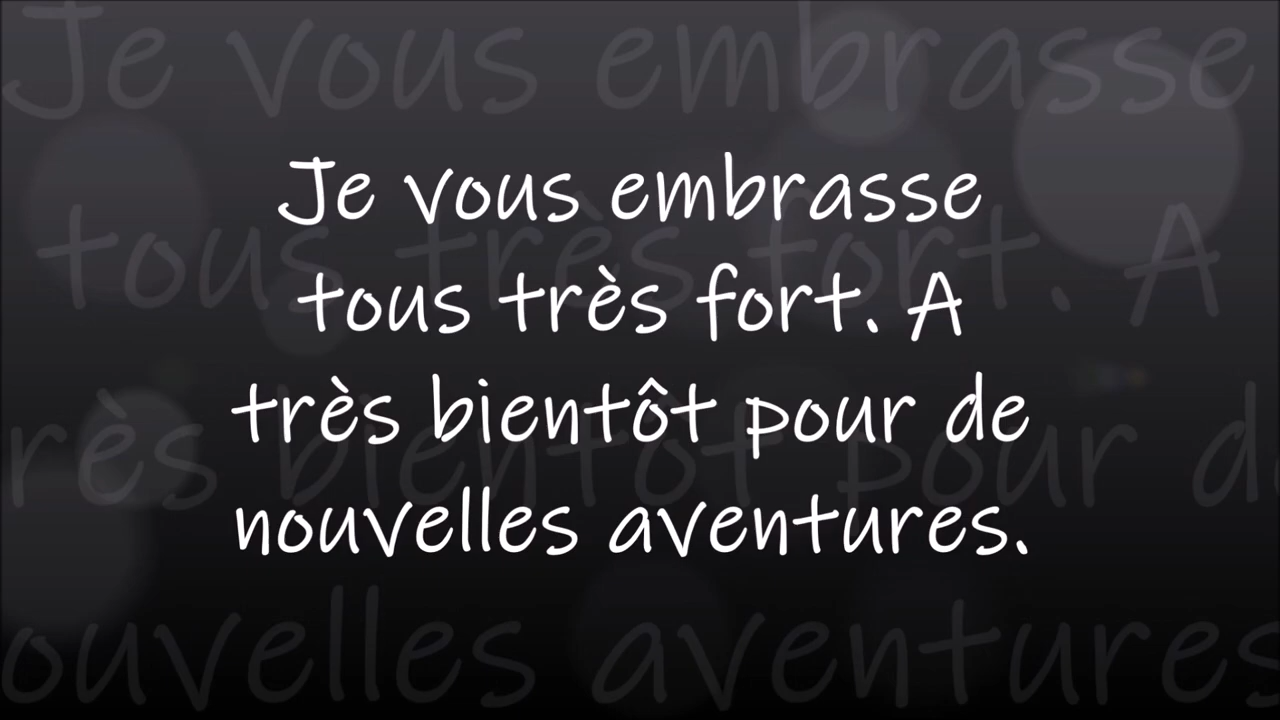 Je vous embrasse
tous très fort. A
très bientôt pour de
nouvelles aventures.